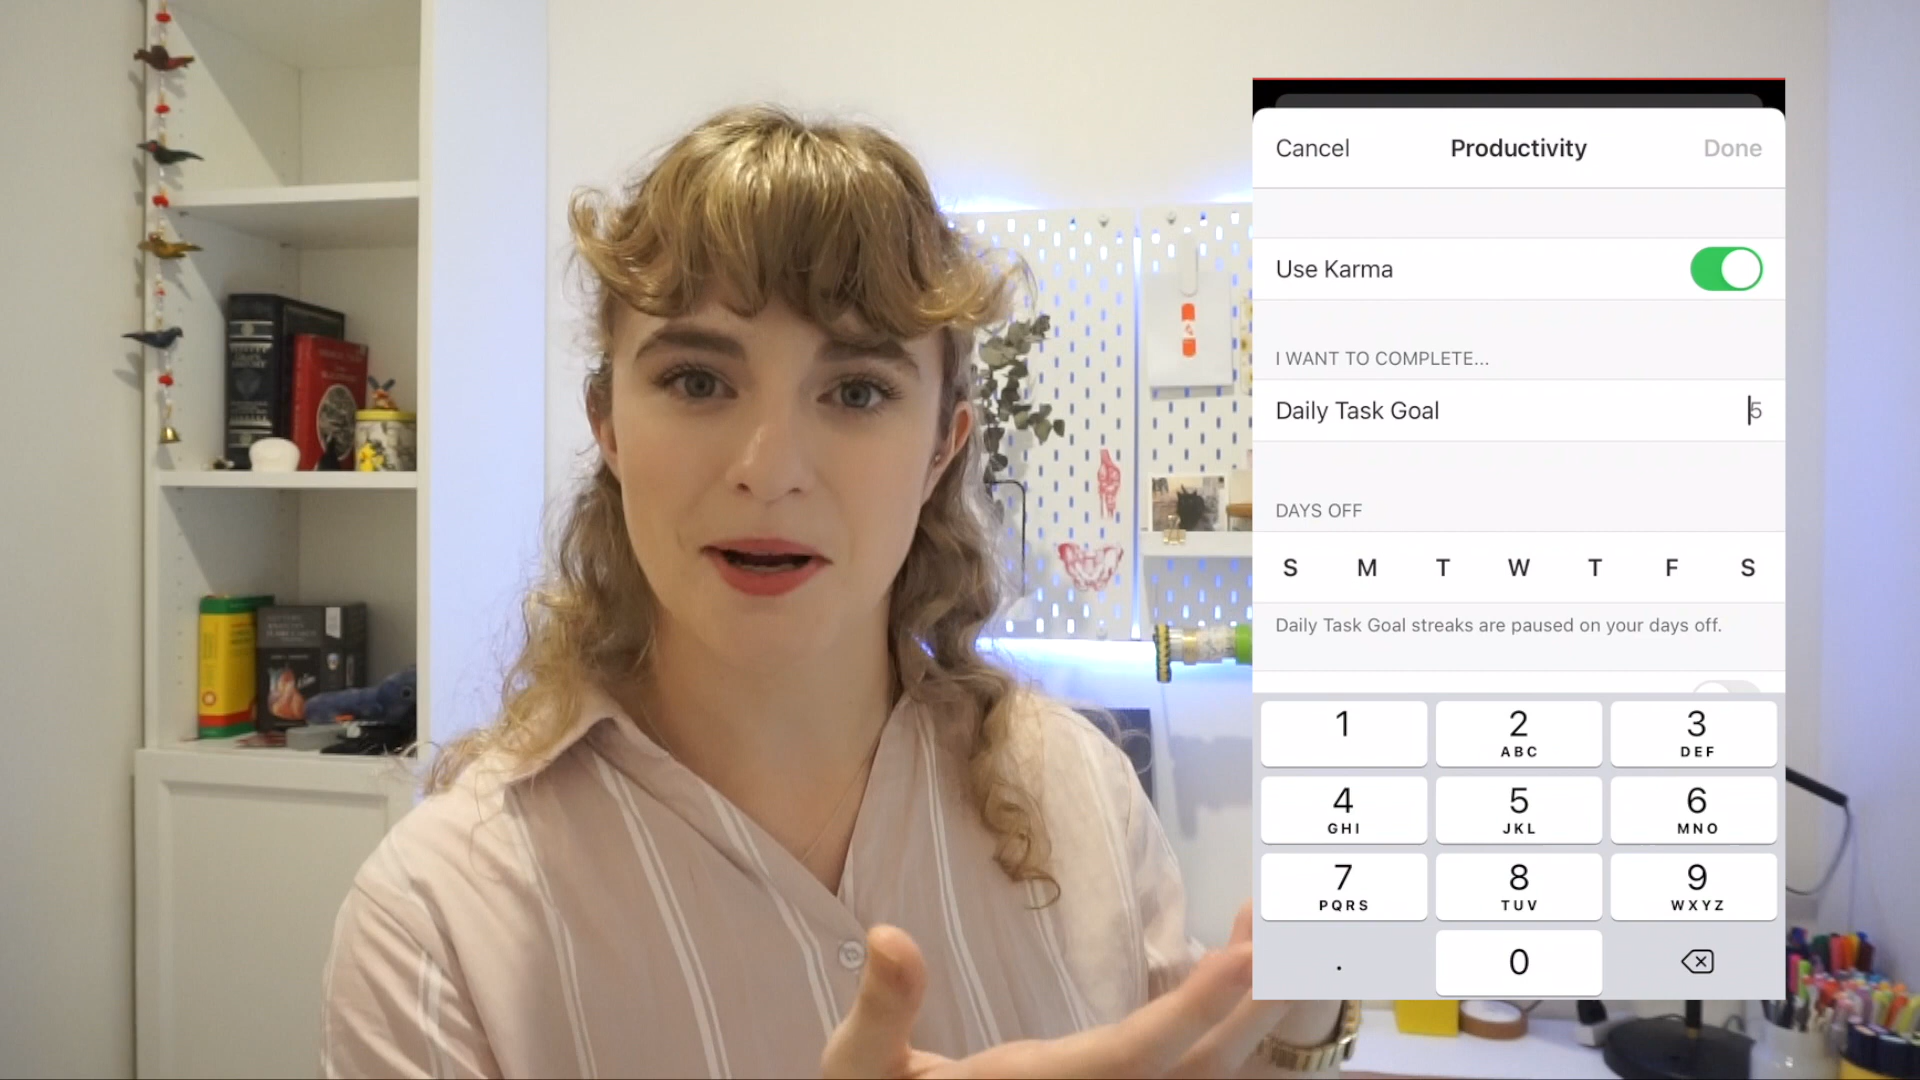 Cancel Productivity Done
Use Karma
I WANT TO COMPLETE...
Daily Task Goal 5
DAYS OFF
S M T W T F S
Daily Task Goal streaks are paused on your days off.
1 2 3
ABC DEF
4 5 6
GHI JKL MNO
7 8 9
PQRS TUV WXYZ
. 0